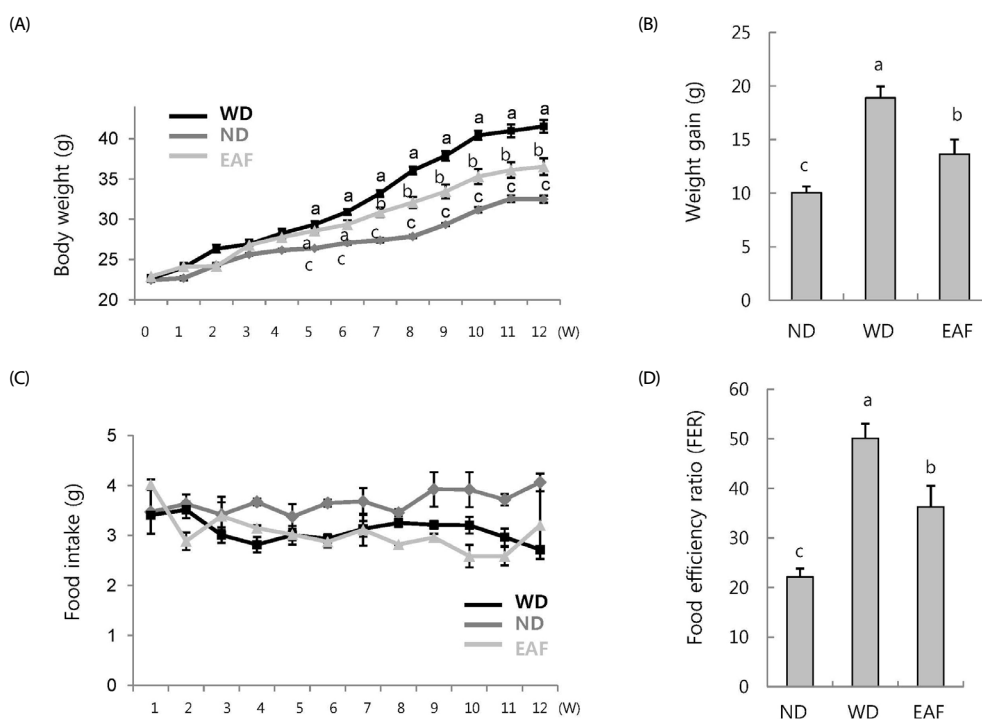 (A)
Body weight (g)
40
35
30
25
20
WD
ND
EAF
a a a a a a a a
b b b b b b
a a
c c c c c c c c
0 1 2 3 4 5 6 7 8 9 10 11 12 (W)
(B)
Weight gain (g)
25
20
15
10
5
0
c a b
ND WD EAF
(C)
Food intake (g)
5
4
3
2
1
0
WD
ND
EAF
1 2 3 4 5 6 7 8 9 10 11 12 (W)
(D)
Food efficiency ratio (FER)
60
50
40
30
20
10
0
c a b
ND WD EAF